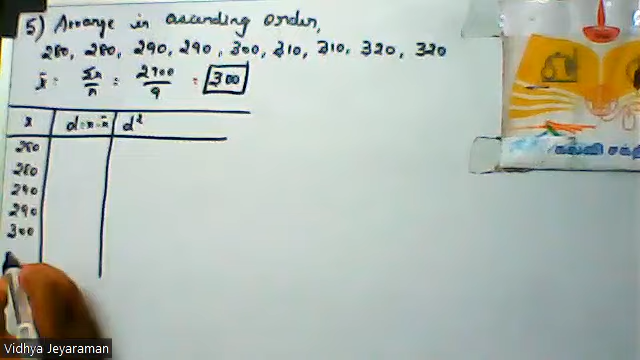 5) Arrange in ascending order,
280, 280, 290, 290, 300, 310, 310, 320, 320
x̄ = Σx/n = 2700/9 = 300
x | d = x - x̄ | d²
280
280
290
290
300
Vidhya Jeyaraman